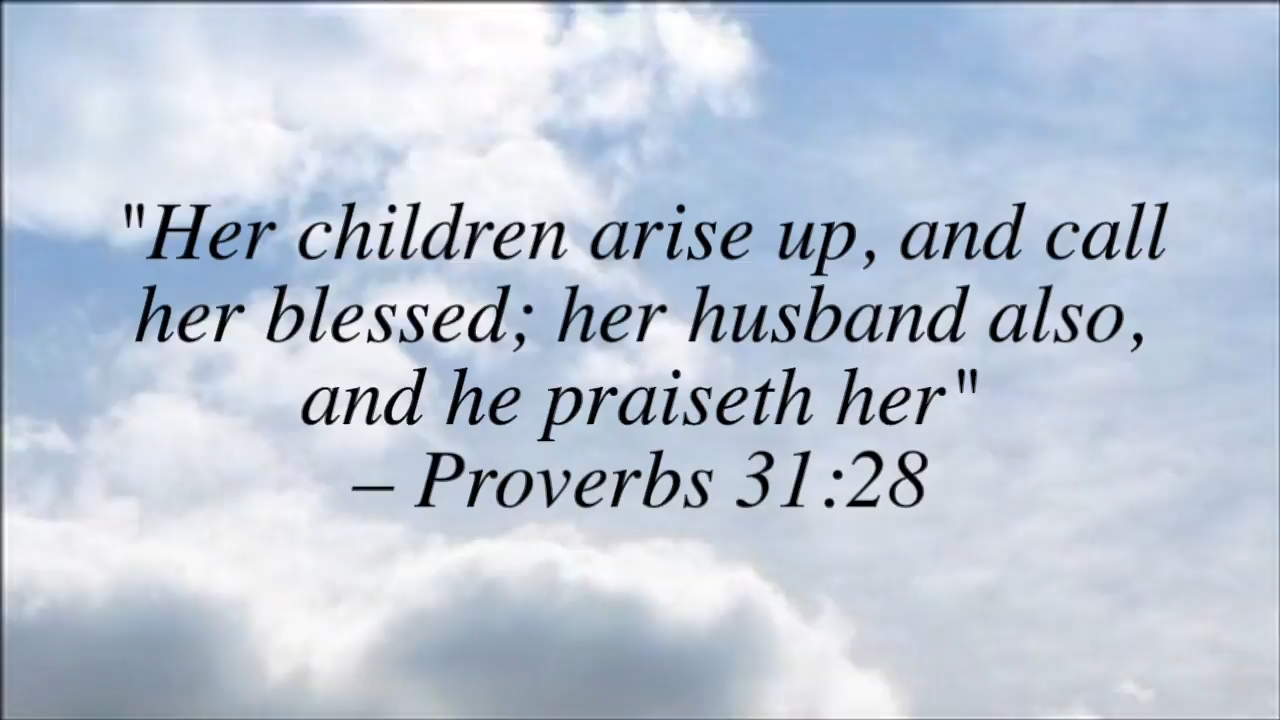 "Her children arise up, and call
her blessed; her husband also,
and he praiseth her"
– Proverbs 31:28